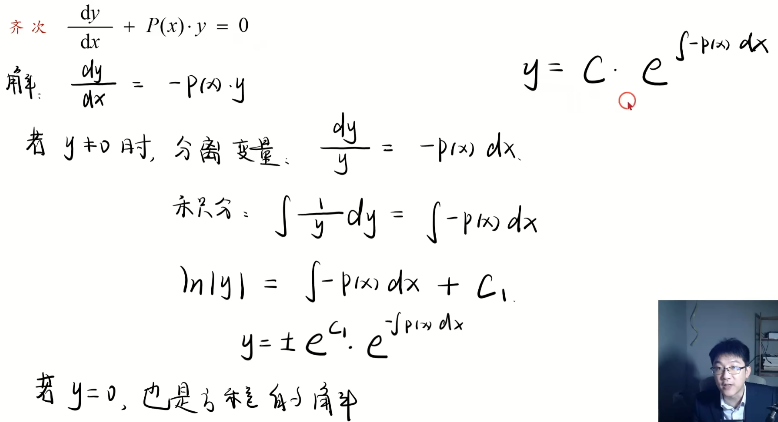 齐次 dy/dx + P(x)·y = 0
解: dy/dx = -P(x)·y
y = C · e^{∫-P(x) dx}
若 y≠0 时, 分离变量: dy/y = -P(x) dx.
积分: ∫ 1/y dy = ∫-P(x) dx
ln|y| = ∫-P(x) dx + C₁.
y = ± e^{C₁} · e^{-∫P(x) dx}
若 y=0, 也是方程的解